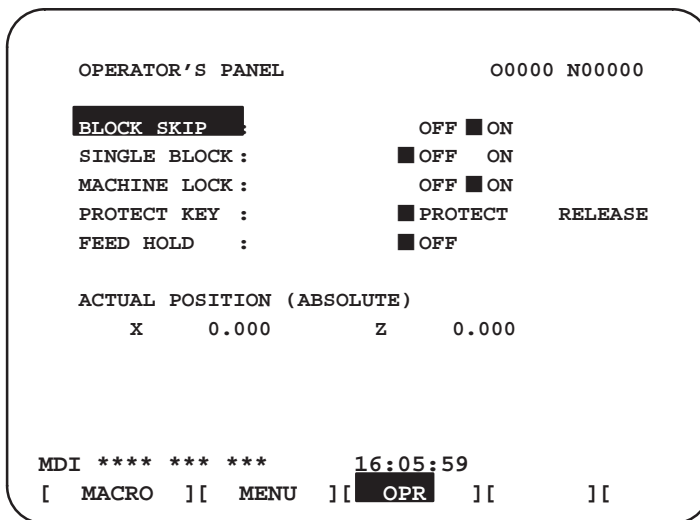 OPERATOR'S PANEL O0000 N00000
BLOCK SKIP : OFF ■ ON
SINGLE BLOCK : ■ OFF ON
MACHINE LOCK : OFF ■ ON
PROTECT KEY : ■ PROTECT RELEASE
FEED HOLD : ■ OFF
ACTUAL POSITION (ABSOLUTE)
X 0.000 Z 0.000
MDI **** *** *** 16:05:59
[ MACRO ][ MENU ][ OPR ][ ][